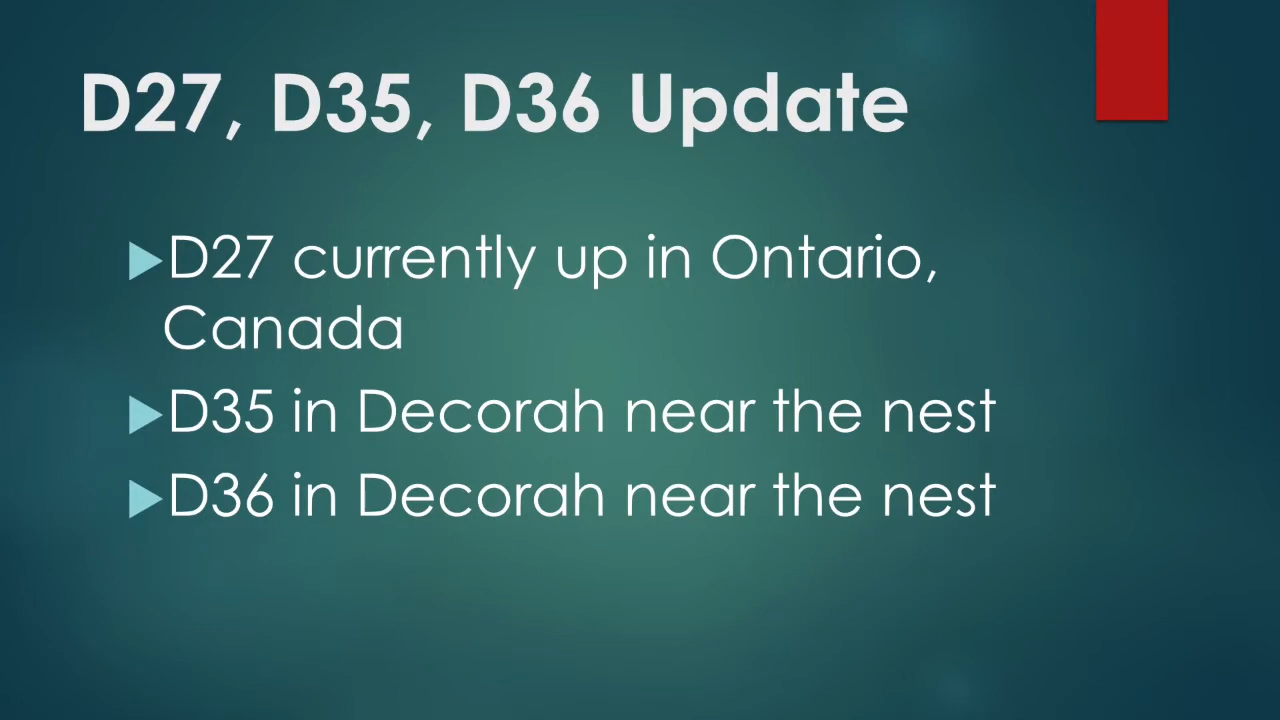 D27, D35, D36 Update
D27 currently up in Ontario,
Canada
D35 in Decorah near the nest
D36 in Decorah near the nest